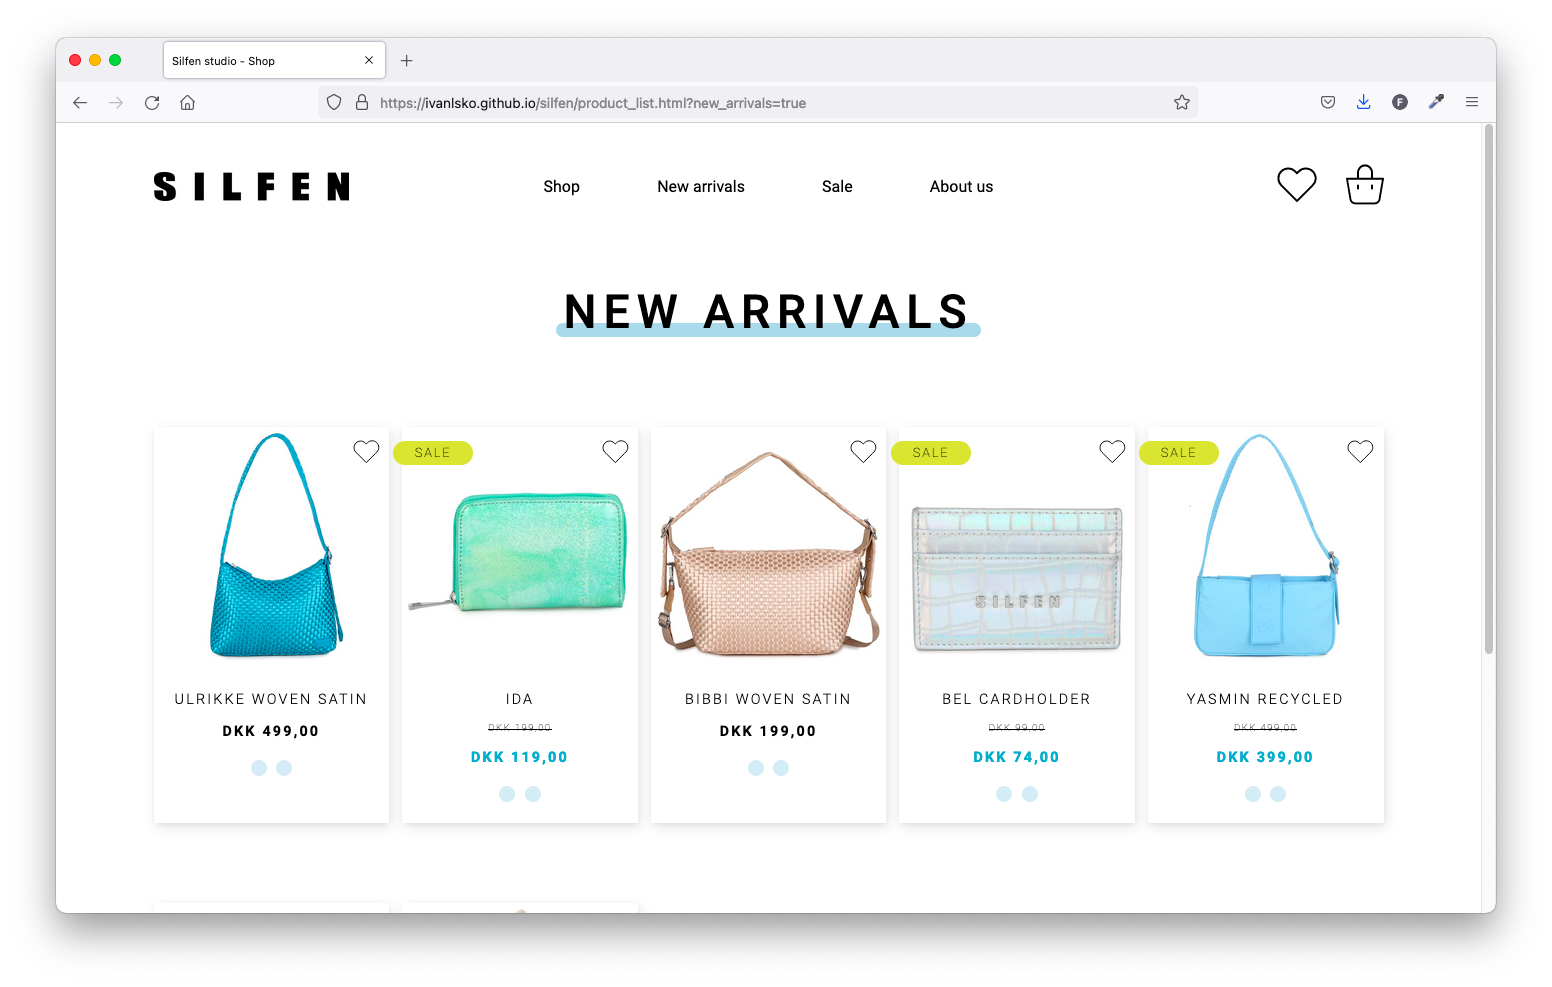 Silfen studio - Shop
https://ivanlsko.github.io/silfen/product_list.html?new_arrivals=true
F
SILFEN
Shop
New arrivals
Sale
About us
NEW ARRIVALS
SALE
SALE
SALE
SILFEN
ULRIKKE WOVEN SATIN
DKK 499,00
IDA
DKK 199,00
DKK 119,00
BIBBI WOVEN SATIN
DKK 199,00
BEL CARDHOLDER
DKK 99,00
DKK 74,00
YASMIN RECYCLED
DKK 499,00
DKK 399,00